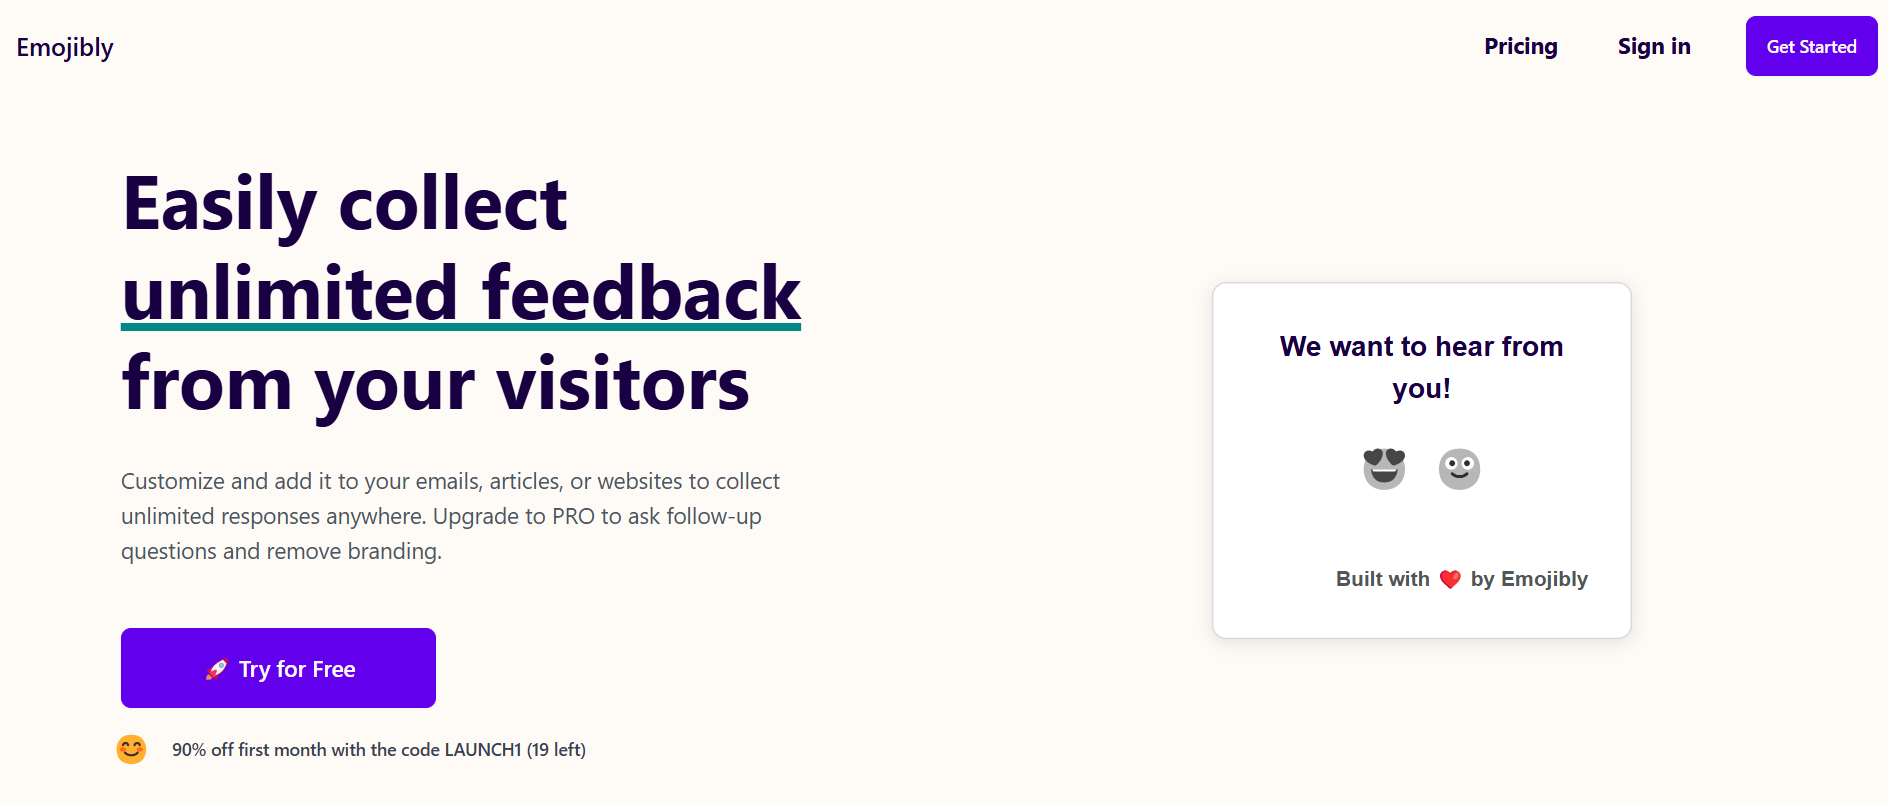 Emojibly
Pricing
Sign in
Get Started
Easily collect
unlimited feedback
from your visitors
Customize and add it to your emails, articles, or websites to collect
unlimited responses anywhere. Upgrade to PRO to ask follow-up
questions and remove branding.
🚀 Try for Free
😊 90% off first month with the code LAUNCH1 (19 left)
We want to hear from
you!
Built with ❤️ by Emojibly